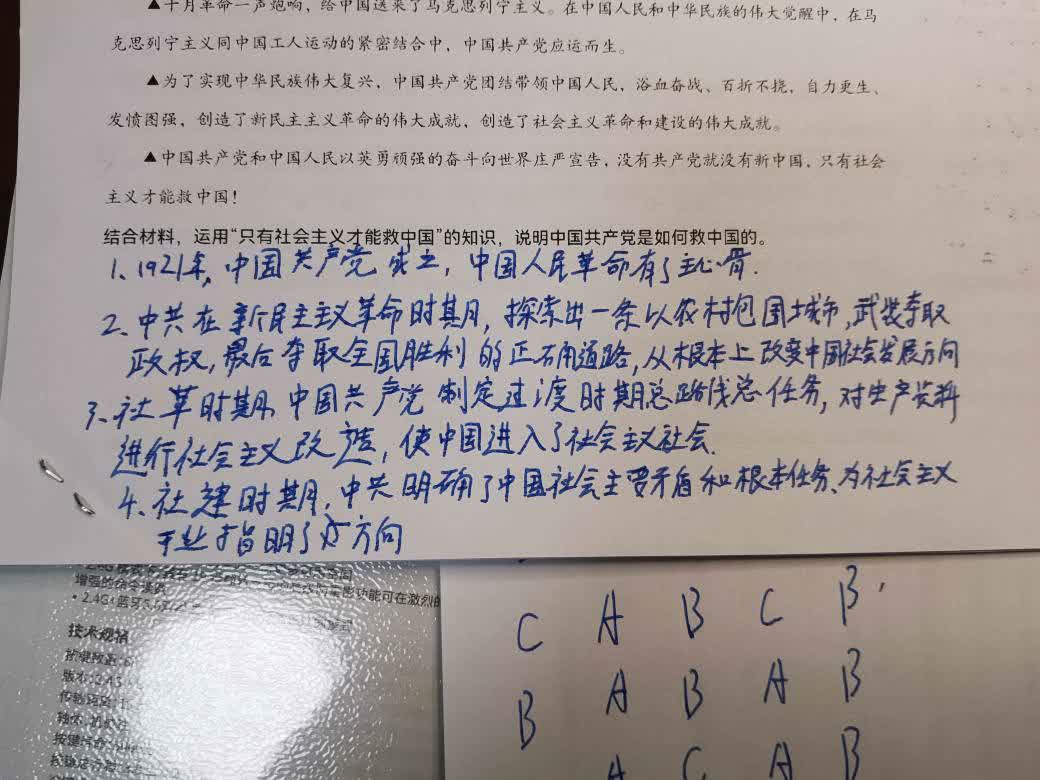 ▲十月革命一声炮响，给中国送来了马克思列宁主义。在中国人民和中华民族的伟大觉醒中，在马
克思列宁主义同中国工人运动的紧密结合中，中国共产党应运而生。
▲为了实现中华民族伟大复兴，中国共产党团结带领中国人民，浴血奋战、百折不挠，自力更生、
发愤图强，创造了新民主主义革命的伟大成就，创造了社会主义革命和建设的伟大成就。
▲中国共产党和中国人民以英勇顽强的奋斗向世界庄严宣告，没有共产党就没有新中国，只有社会
主义才能救中国！
结合材料，运用“只有社会主义才能救中国”的知识，说明中国共产党是如何救中国的。
1、1921年，中国共产党成立，中国人民革命有了主心骨.
2、中共在新民主主义革命时期，探索出一条以农村包围城市，武装夺取
政权，最后夺取全国胜利的正确道路，从根本上改变中国社会发展方向
3、社革时期，中国共产党制定过渡时期总路线总任务，对生产资料
进行社会主义改造，使中国进入了社会主义社会.
4、社建时期，中共明确了中国社会主要矛盾和根本任务、为社会主义
指明了方向
增强的
• 2.4G
功能可在激烈的
技术规格
按键数量:
版本:
C A B C B
B A B A B
A C A B